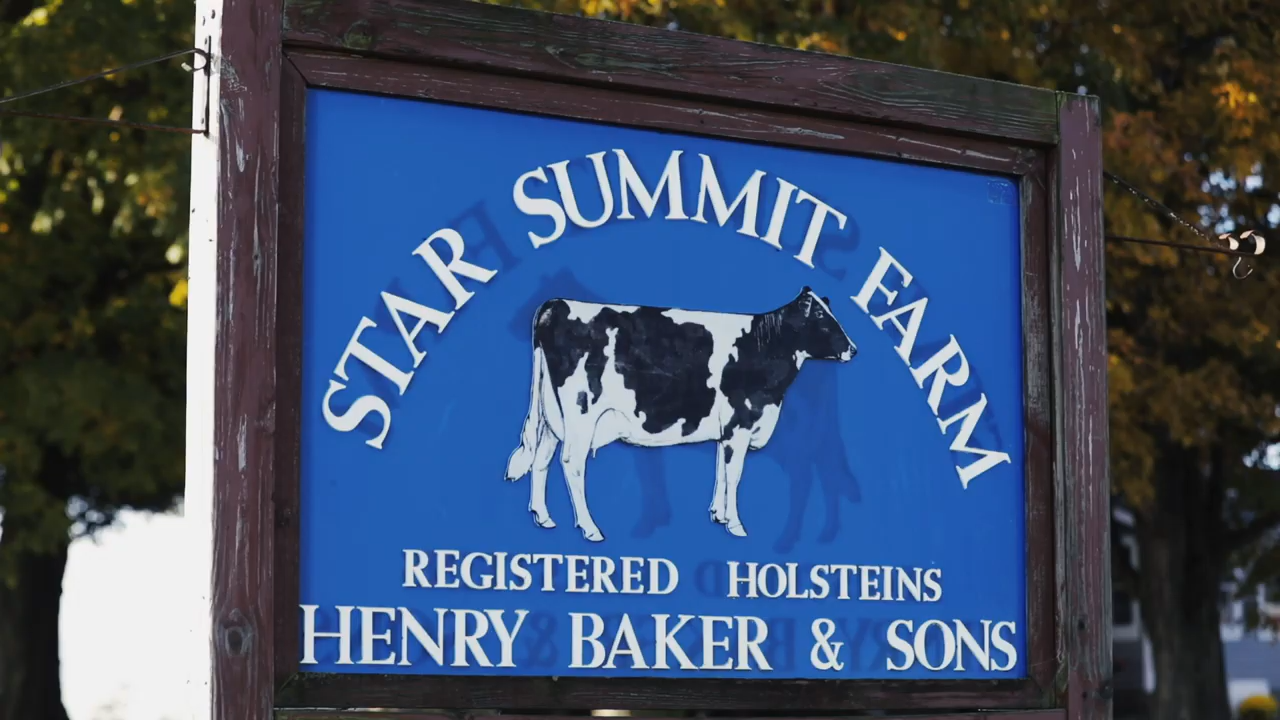 STAR SUMMIT FARM
REGISTERED HOLSTEINS
HENRY BAKER & SONS